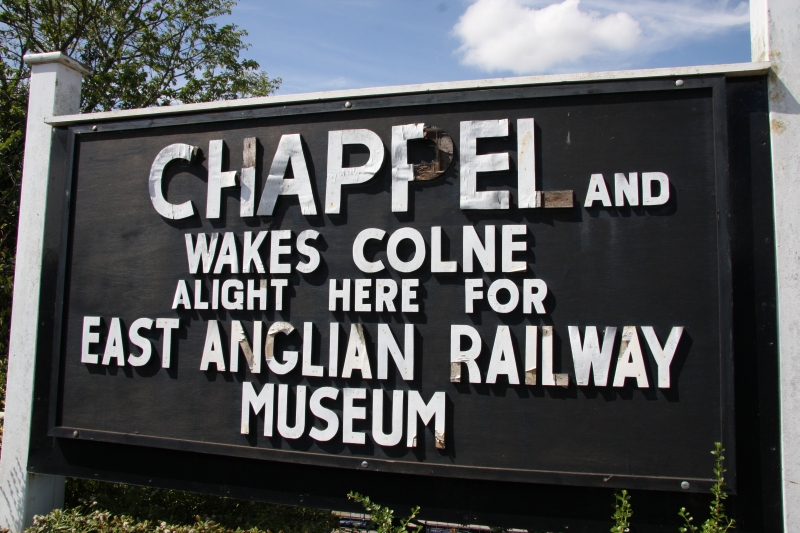 CHAPPEL AND
WAKES COLNE
ALIGHT HERE FOR
EAST ANGLIAN RAILWAY
MUSEUM